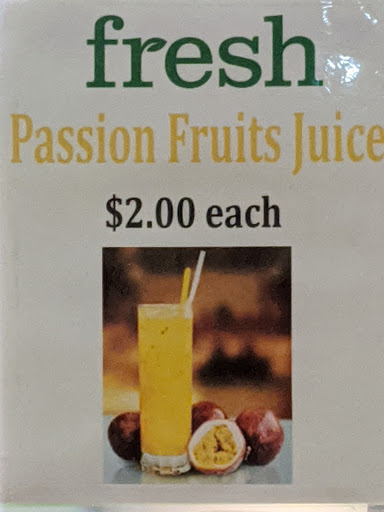 fresh
Passion Fruits Juice
$2.00 each